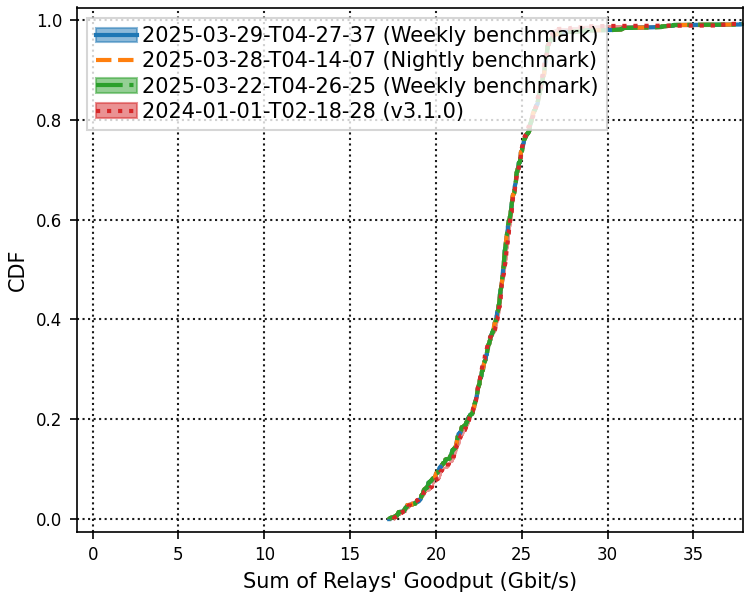 1.0
0.8
0.6
0.4
0.2
0.0
CDF
2025-03-29-T04-27-37 (Weekly benchmark)
2025-03-28-T04-14-07 (Nightly benchmark)
2025-03-22-T04-26-25 (Weekly benchmark)
2024-01-01-T02-18-28 (v3.1.0)
0 5 10 15 20 25 30 35
Sum of Relays' Goodput (Gbit/s)